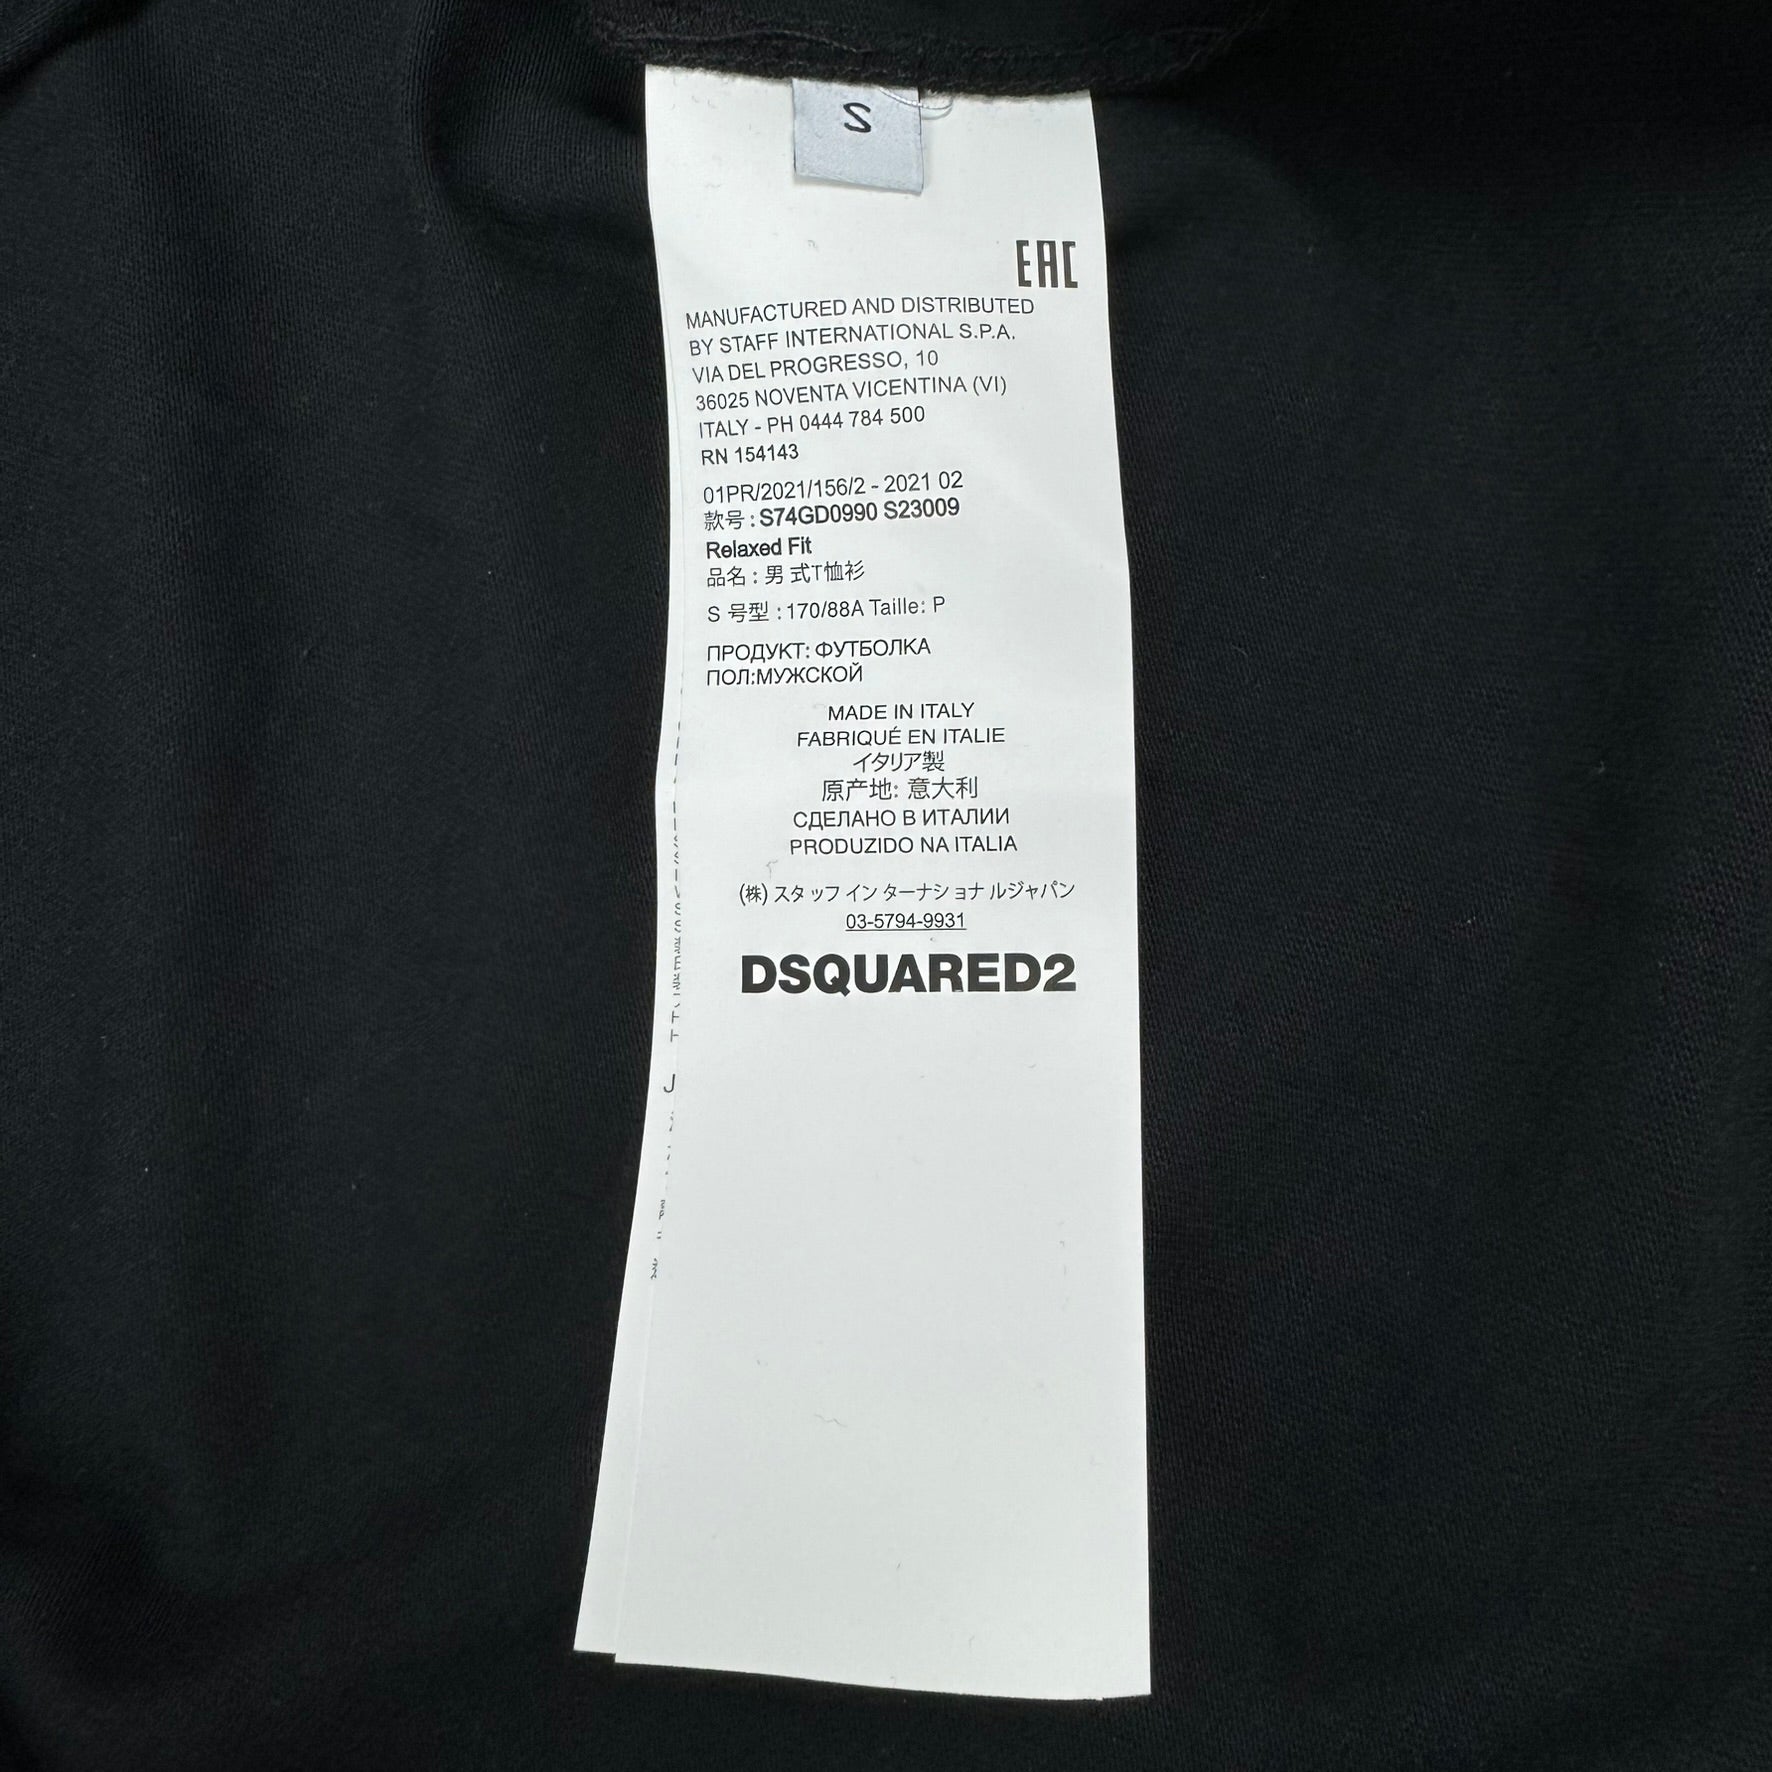 S
EAC
MANUFACTURED AND DISTRIBUTED
BY STAFF INTERNATIONAL S.P.A.
VIA DEL PROGRESSO, 10
36025 NOVENTA VICENTINA (VI)
ITALY - PH 0444 784 500
RN 154143
01PR/2021/156/2 - 2021 02
款号 : S74GD0990 S23009
Relaxed Fit
品名 : 男 式T恤衫
S 号型 : 170/88A Taille: P
ПРОДУКТ: ФУТБОЛКА
ПОЛ:МУЖСКОЙ
MADE IN ITALY
FABRIQUÉ EN ITALIE
イタリア製
原产地: 意大利
СДЕЛАНО В ИТАЛИИ
PRODUZIDO NA ITALIA
(株) スタッフ イン ターナショナ ルジャパン
03-5794-9931
DSQUARED2